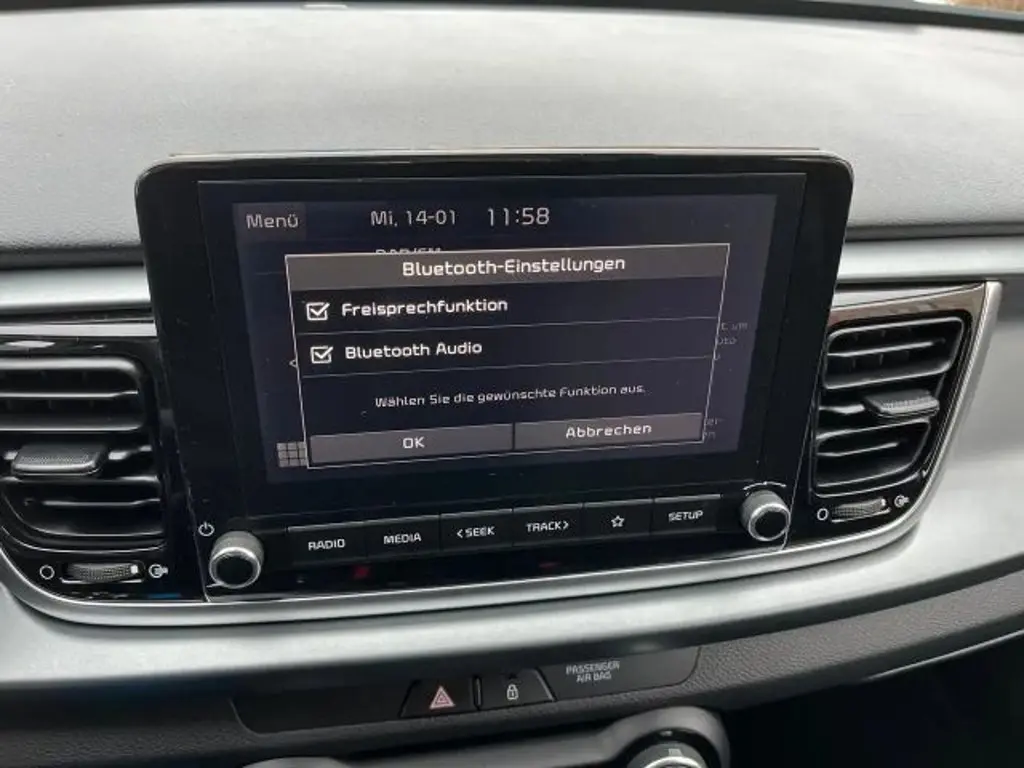 Menü Mi, 14-01 11:58
Bluetooth-Einstellungen
Freisprechfunktion
Bluetooth Audio
Wählen Sie die gewünschte Funktion aus.
OK Abbrechen
RADIO MEDIA <SEEK TRACK> ☆ SETUP
PASSENGER
AIR BAG